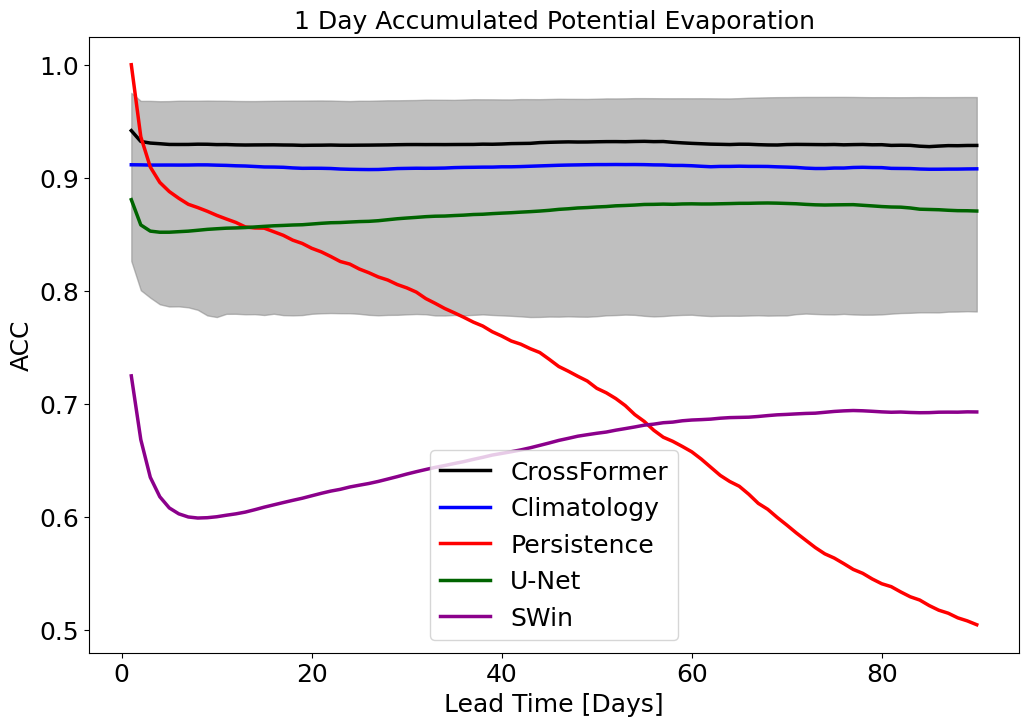 1 Day Accumulated Potential Evaporation
1.0
0.9
0.8
0.7
0.6
0.5
ACC
CrossFormer
Climatology
Persistence
U-Net
SWin
0
20
40
60
80
Lead Time [Days]